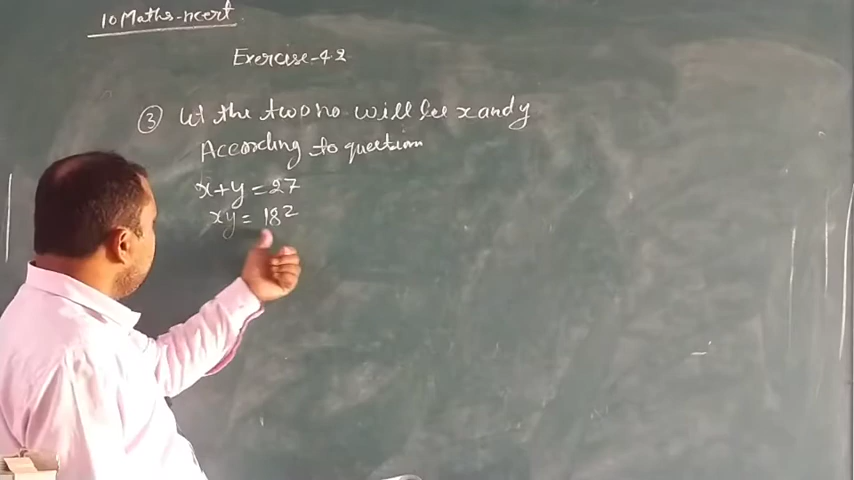 10 Maths-ncert
Exercise-4.2
③ let the two no will be x and y
According to question
x+y = 27
xy = 182